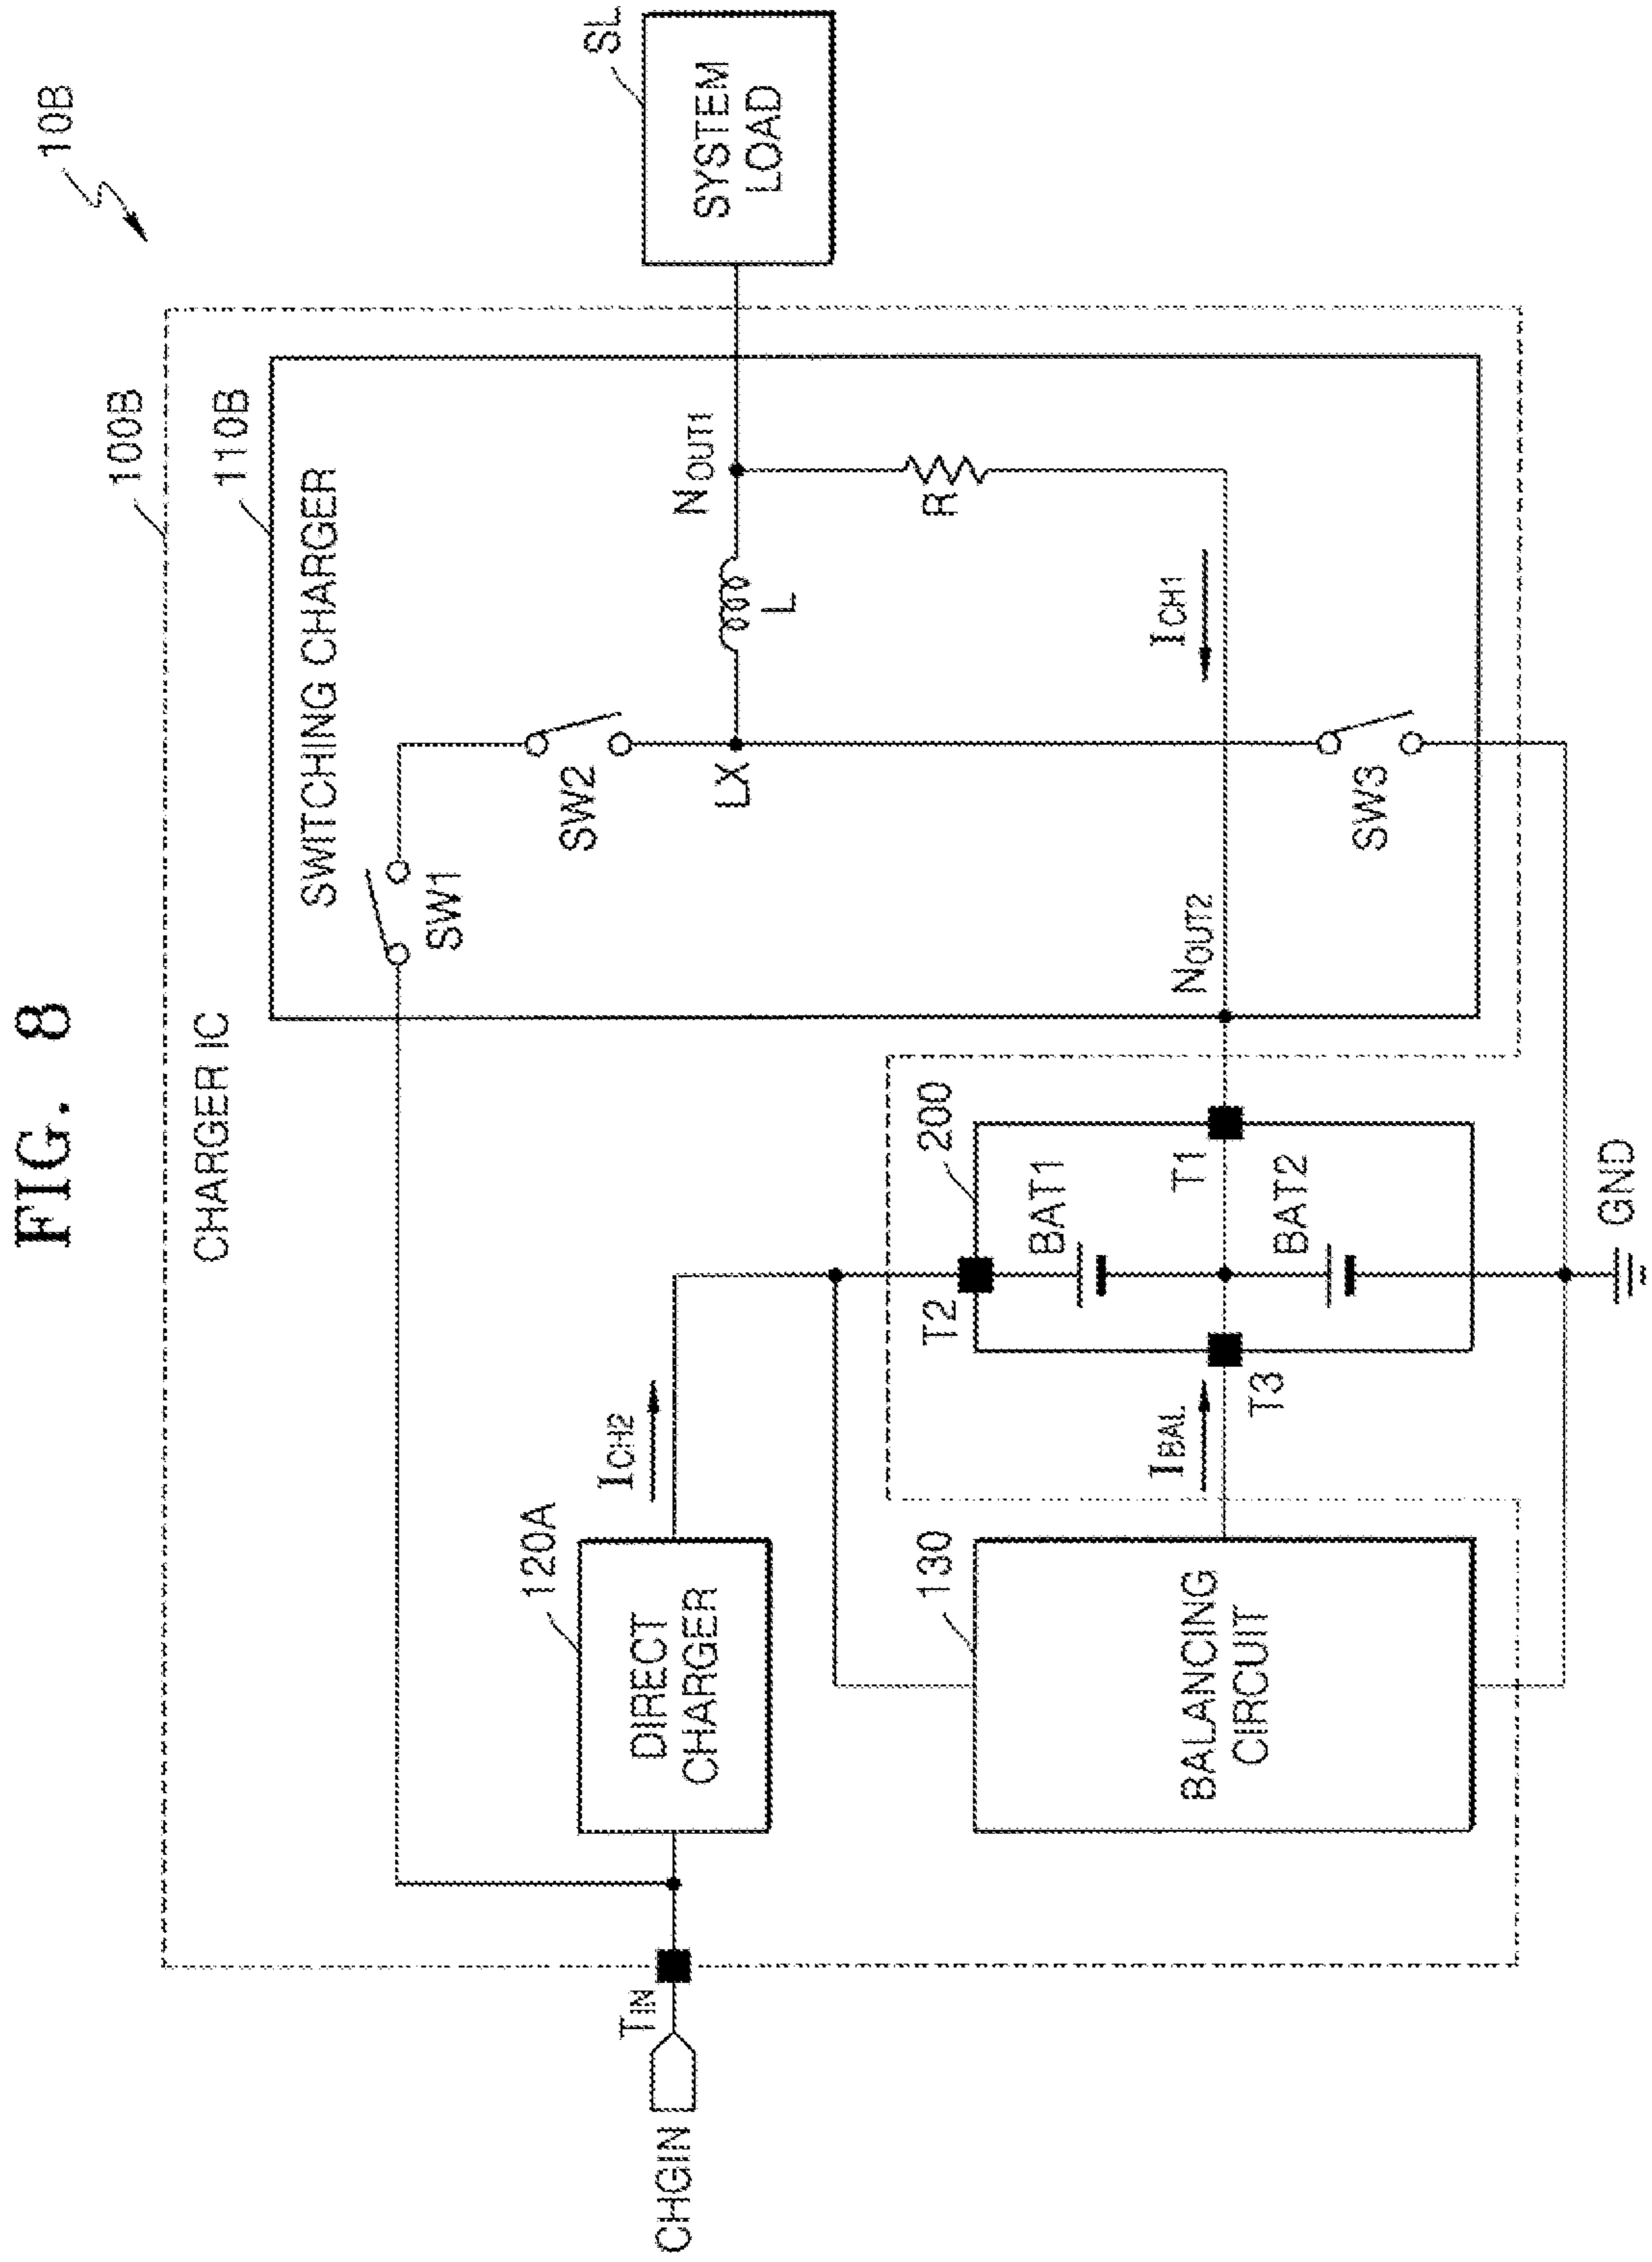 FIG. 8
10B
100B
CHARGER IC
110B
SWITCHING CHARGER
SW1
SW2
LX
L
NOUT1
SYSTEM
LOAD
SL
R
ICH1
SW3
NOUT2
120A
DIRECT
CHARGER
ICH2
CHGIN
TIN
200
T2
BAT1
T1
BAT2
T3
IBAL
130
BALANCING
CIRCUIT
GND